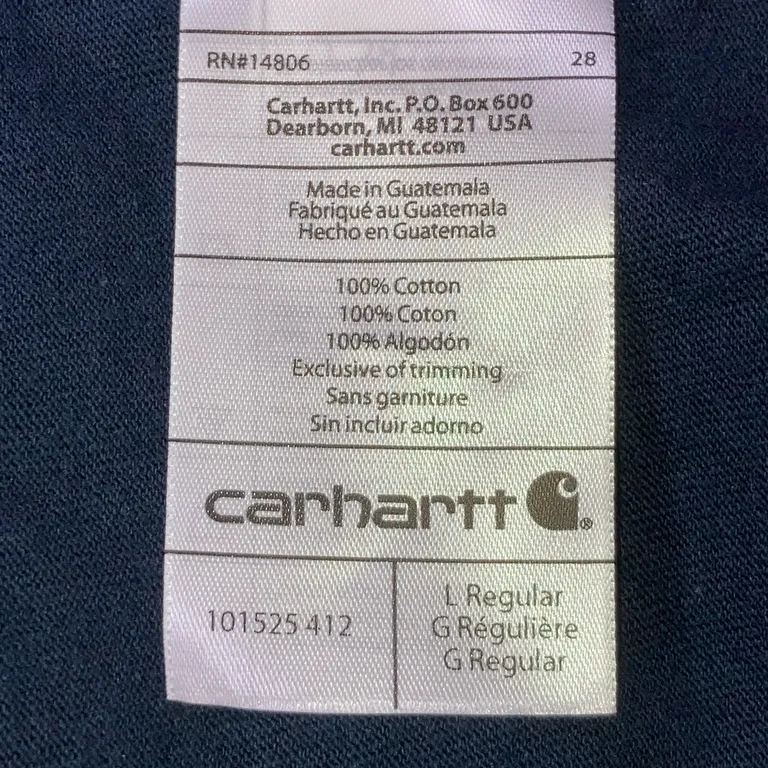 RN#14806 28
Carhartt, Inc. P.O. Box 600
Dearborn, MI 48121 USA
carhartt.com
Made in Guatemala
Fabriqué au Guatemala
Hecho en Guatemala
100% Cotton
100% Coton
100% Algodón
Exclusive of trimming
Sans garniture
Sin incluir adorno
carhartt ®
101525 412
L Regular
G Régulière
G Regular